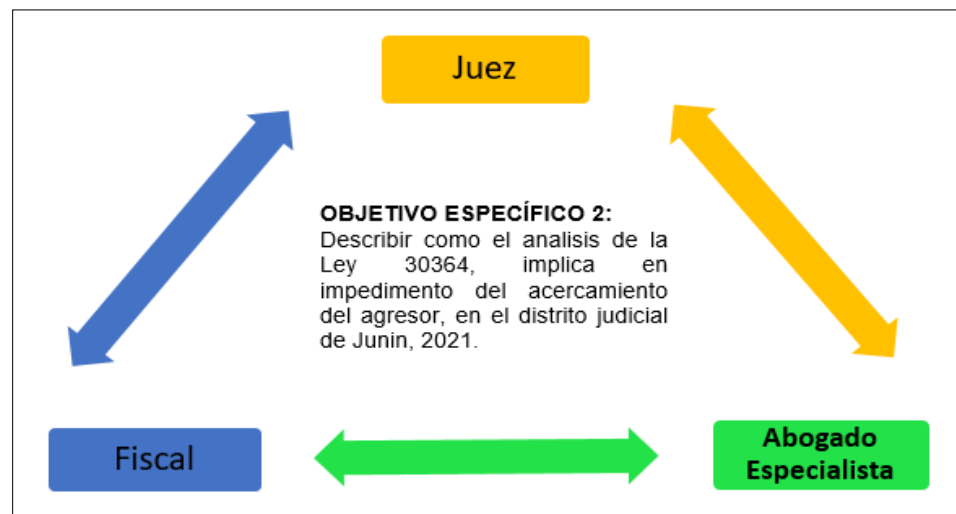 Juez
OBJETIVO ESPECÍFICO 2:
Describir como el analisis de la
Ley 30364, implica en
impedimento del acercamiento
del agresor, en el distrito judicial
de Junin, 2021.
Fiscal
Abogado
Especialista